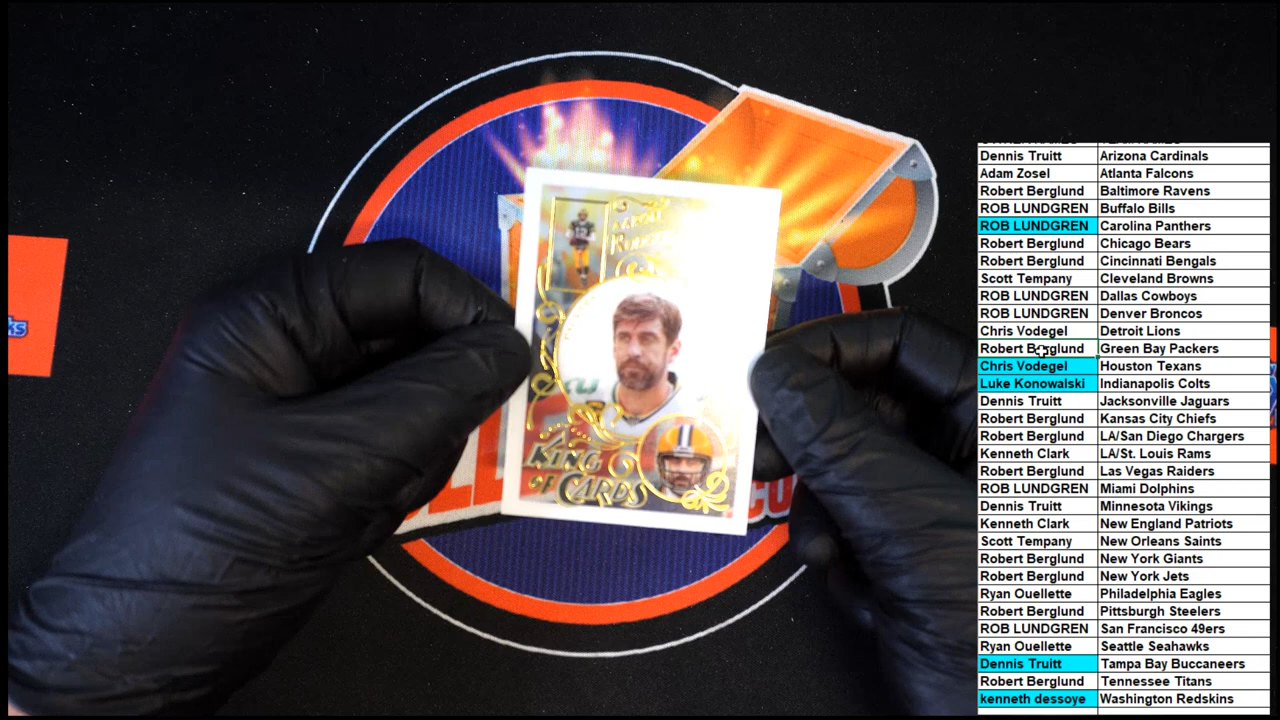 Dennis Truitt Arizona Cardinals
Adam Zosel Atlanta Falcons
Robert Berglund Baltimore Ravens
ROB LUNDGREN Buffalo Bills
ROB LUNDGREN Carolina Panthers
Robert Berglund Chicago Bears
Robert Berglund Cincinnati Bengals
Scott Tempany Cleveland Browns
ROB LUNDGREN Dallas Cowboys
ROB LUNDGREN Denver Broncos
Chris Vodegel Detroit Lions
Robert Berglund Green Bay Packers
Chris Vodegel Houston Texans
Luke Konowalski Indianapolis Colts
Dennis Truitt Jacksonville Jaguars
Robert Berglund Kansas City Chiefs
Robert Berglund LA/San Diego Chargers
Kenneth Clark LA/St. Louis Rams
Robert Berglund Las Vegas Raiders
ROB LUNDGREN Miami Dolphins
Dennis Truitt Minnesota Vikings
Kenneth Clark New England Patriots
Scott Tempany New Orleans Saints
Robert Berglund New York Giants
Robert Berglund New York Jets
Ryan Ouellette Philadelphia Eagles
Robert Berglund Pittsburgh Steelers
ROB LUNDGREN San Francisco 49ers
Ryan Ouellette Seattle Seahawks
Dennis Truitt Tampa Bay Buccaneers
Robert Berglund Tennessee Titans
kenneth dessoye Washington Redskins
KING
OF CARDS